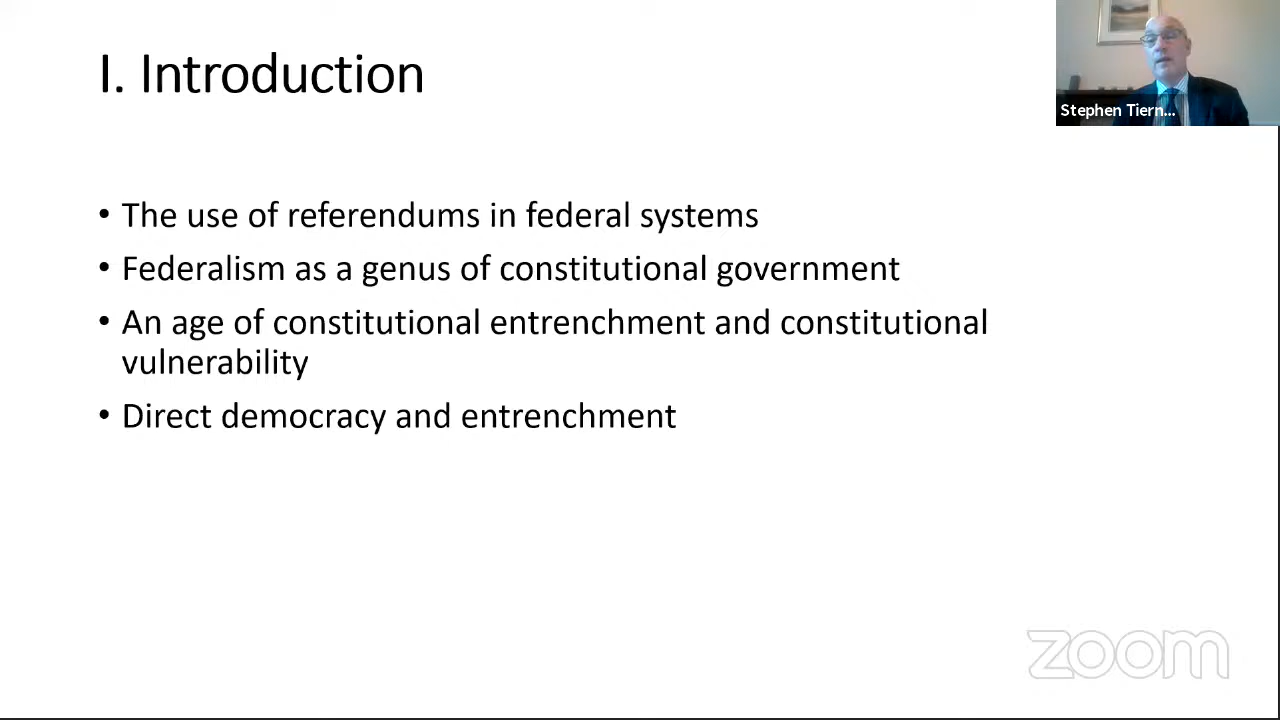 I. Introduction
Stephen Tiern...
• The use of referendums in federal systems
• Federalism as a genus of constitutional government
• An age of constitutional entrenchment and constitutional
vulnerability
• Direct democracy and entrenchment
zoom